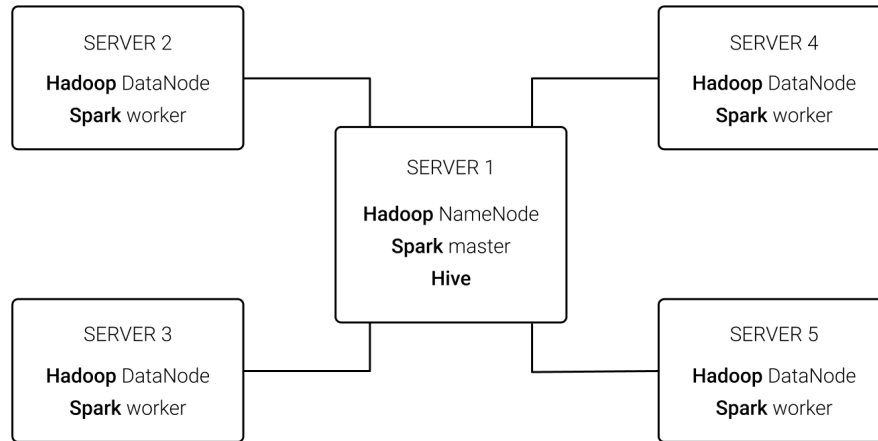 SERVER 2
Hadoop DataNode
Spark worker
SERVER 4
Hadoop DataNode
Spark worker
SERVER 1
Hadoop NameNode
Spark master
Hive
SERVER 3
Hadoop DataNode
Spark worker
SERVER 5
Hadoop DataNode
Spark worker